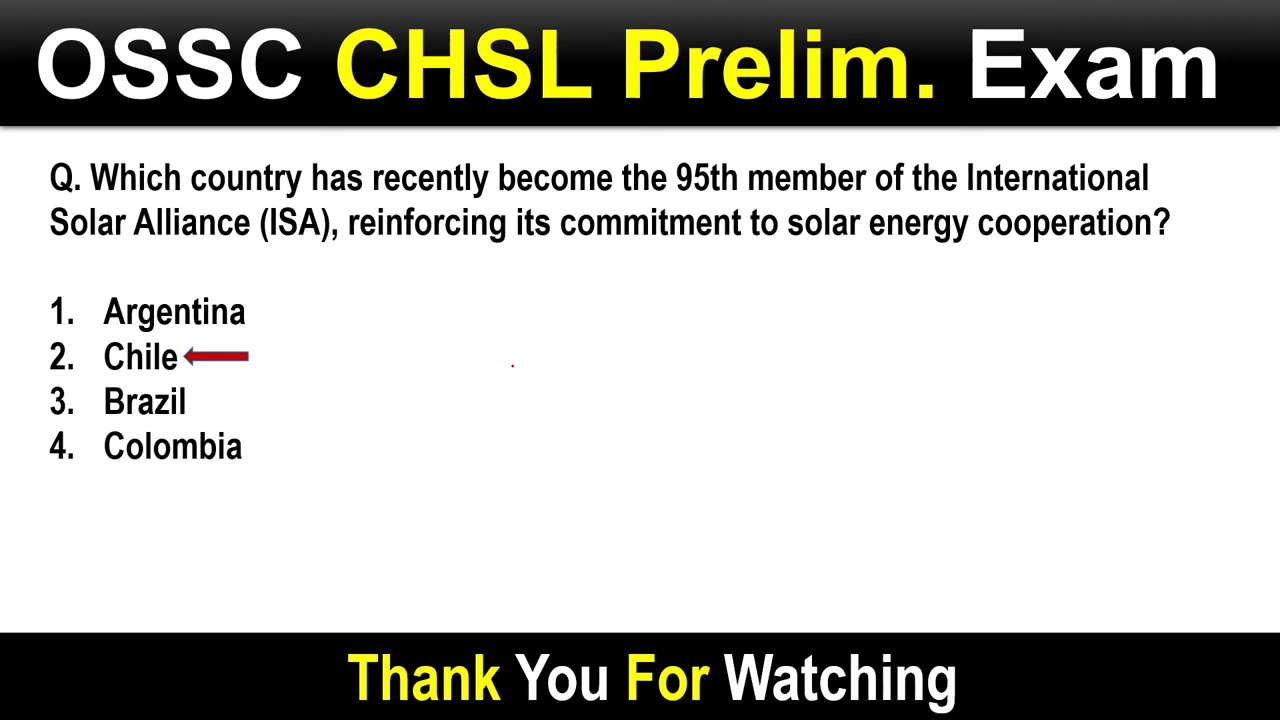 OSSC CHSL Prelim. Exam
Q. Which country has recently become the 95th member of the International
Solar Alliance (ISA), reinforcing its commitment to solar energy cooperation?
1. Argentina
2. Chile
3. Brazil
4. Colombia
Thank You For Watching